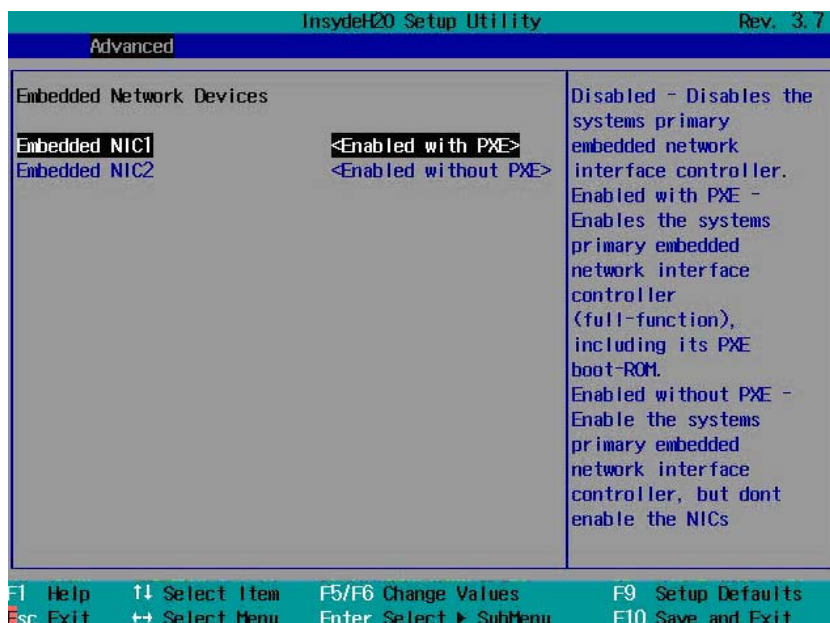 InsydeH20 Setup Utility Rev. 3.7
Advanced
Embedded Network Devices
Embedded NIC1 <Enabled with PXE>
Embedded NIC2 <Enabled without PXE>
Disabled - Disables the
systems primary
embedded network
interface controller.
Enabled with PXE -
Enables the systems
primary embedded
network interface
controller
(full-function),
including its PXE
boot-ROM.
Enabled without PXE -
Enable the systems
primary embedded
network interface
controller, but dont
enable the NICs
F1 Help ↑↓ Select Item F5/F6 Change Values F9 Setup Defaults
Esc Exit ↔ Select Menu Enter Select ▶ SubMenu F10 Save and Exit